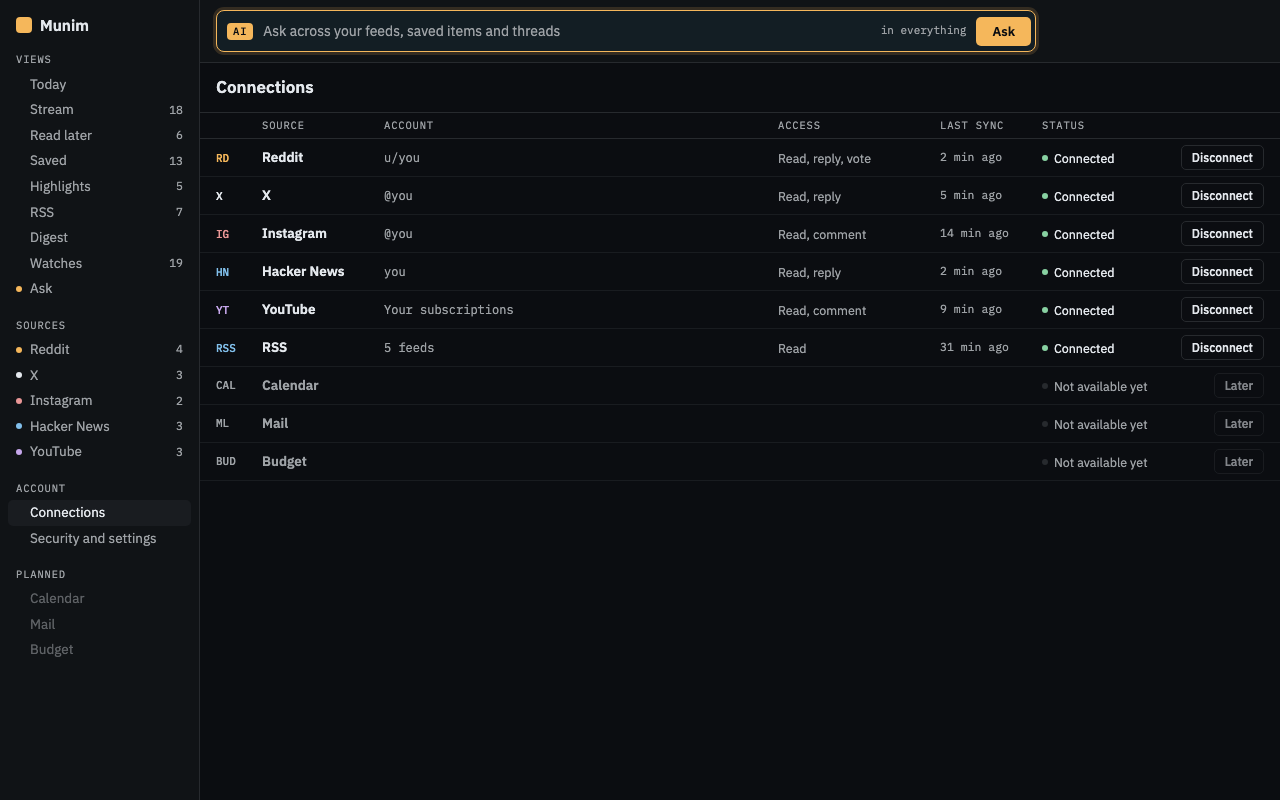 Munim
VIEWS
Today
Stream 18
Read later 6
Saved 13
Highlights 5
RSS 7
Digest
Watches 19
Ask
SOURCES
Reddit 4
X 3
Instagram 2
Hacker News 3
YouTube 3
ACCOUNT
Connections
Security and settings
PLANNED
Calendar
Mail
Budget
AI Ask across your feeds, saved items and threads in everything Ask
Connections
SOURCE ACCOUNT ACCESS LAST SYNC STATUS
RD Reddit u/you Read, reply, vote 2 min ago Connected Disconnect
X X @you Read, reply 5 min ago Connected Disconnect
IG Instagram @you Read, comment 14 min ago Connected Disconnect
HN Hacker News you Read, reply 2 min ago Connected Disconnect
YT YouTube Your subscriptions Read, comment 9 min ago Connected Disconnect
RSS RSS 5 feeds Read 31 min ago Connected Disconnect
CAL Calendar Not available yet Later
ML Mail Not available yet Later
BUD Budget Not available yet Later